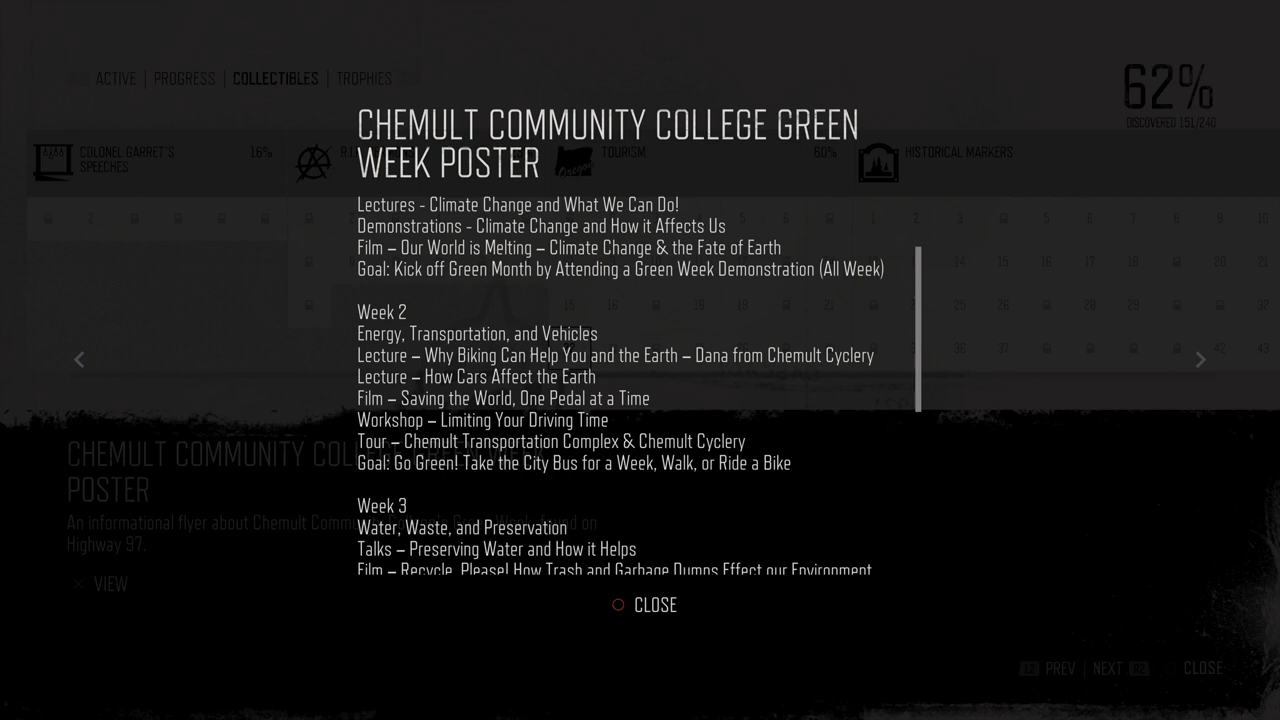 ACTIVE | PROGRESS | COLLECTIBLES | TROPHIES
62%
DISCOVERED 151/240
COLONEL GARRET'S
SPEECHES
16%
TOURISM
60%
HISTORICAL MARKERS
CHEMULT COMMUNITY COLLEGE GREEN
WEEK POSTER
Lectures - Climate Change and What We Can Do!
Demonstrations - Climate Change and How it Affects Us
Film – Our World is Melting – Climate Change & the Fate of Earth
Goal: Kick off Green Month by Attending a Green Week Demonstration (All Week)
Week 2
Energy, Transportation, and Vehicles
Lecture – Why Biking Can Help You and the Earth – Dana from Chemult Cyclery
Lecture – How Cars Affect the Earth
Film – Saving the World, One Pedal at a Time
Workshop – Limiting Your Driving Time
Tour – Chemult Transportation Complex & Chemult Cyclery
Goal: Go Green! Take the City Bus for a Week, Walk, or Ride a Bike
Week 3
Water, Waste, and Preservation
Talks – Preserving Water and How it Helps
Film – Recycle, Please! How Trash and Garbage Dumps Effect our Environment
CLOSE
CHEMULT COMMUNITY COLLEGE
POSTER
An informational flyer about Chemult
Highway 97.
VIEW
PREV | NEXT CLOSE